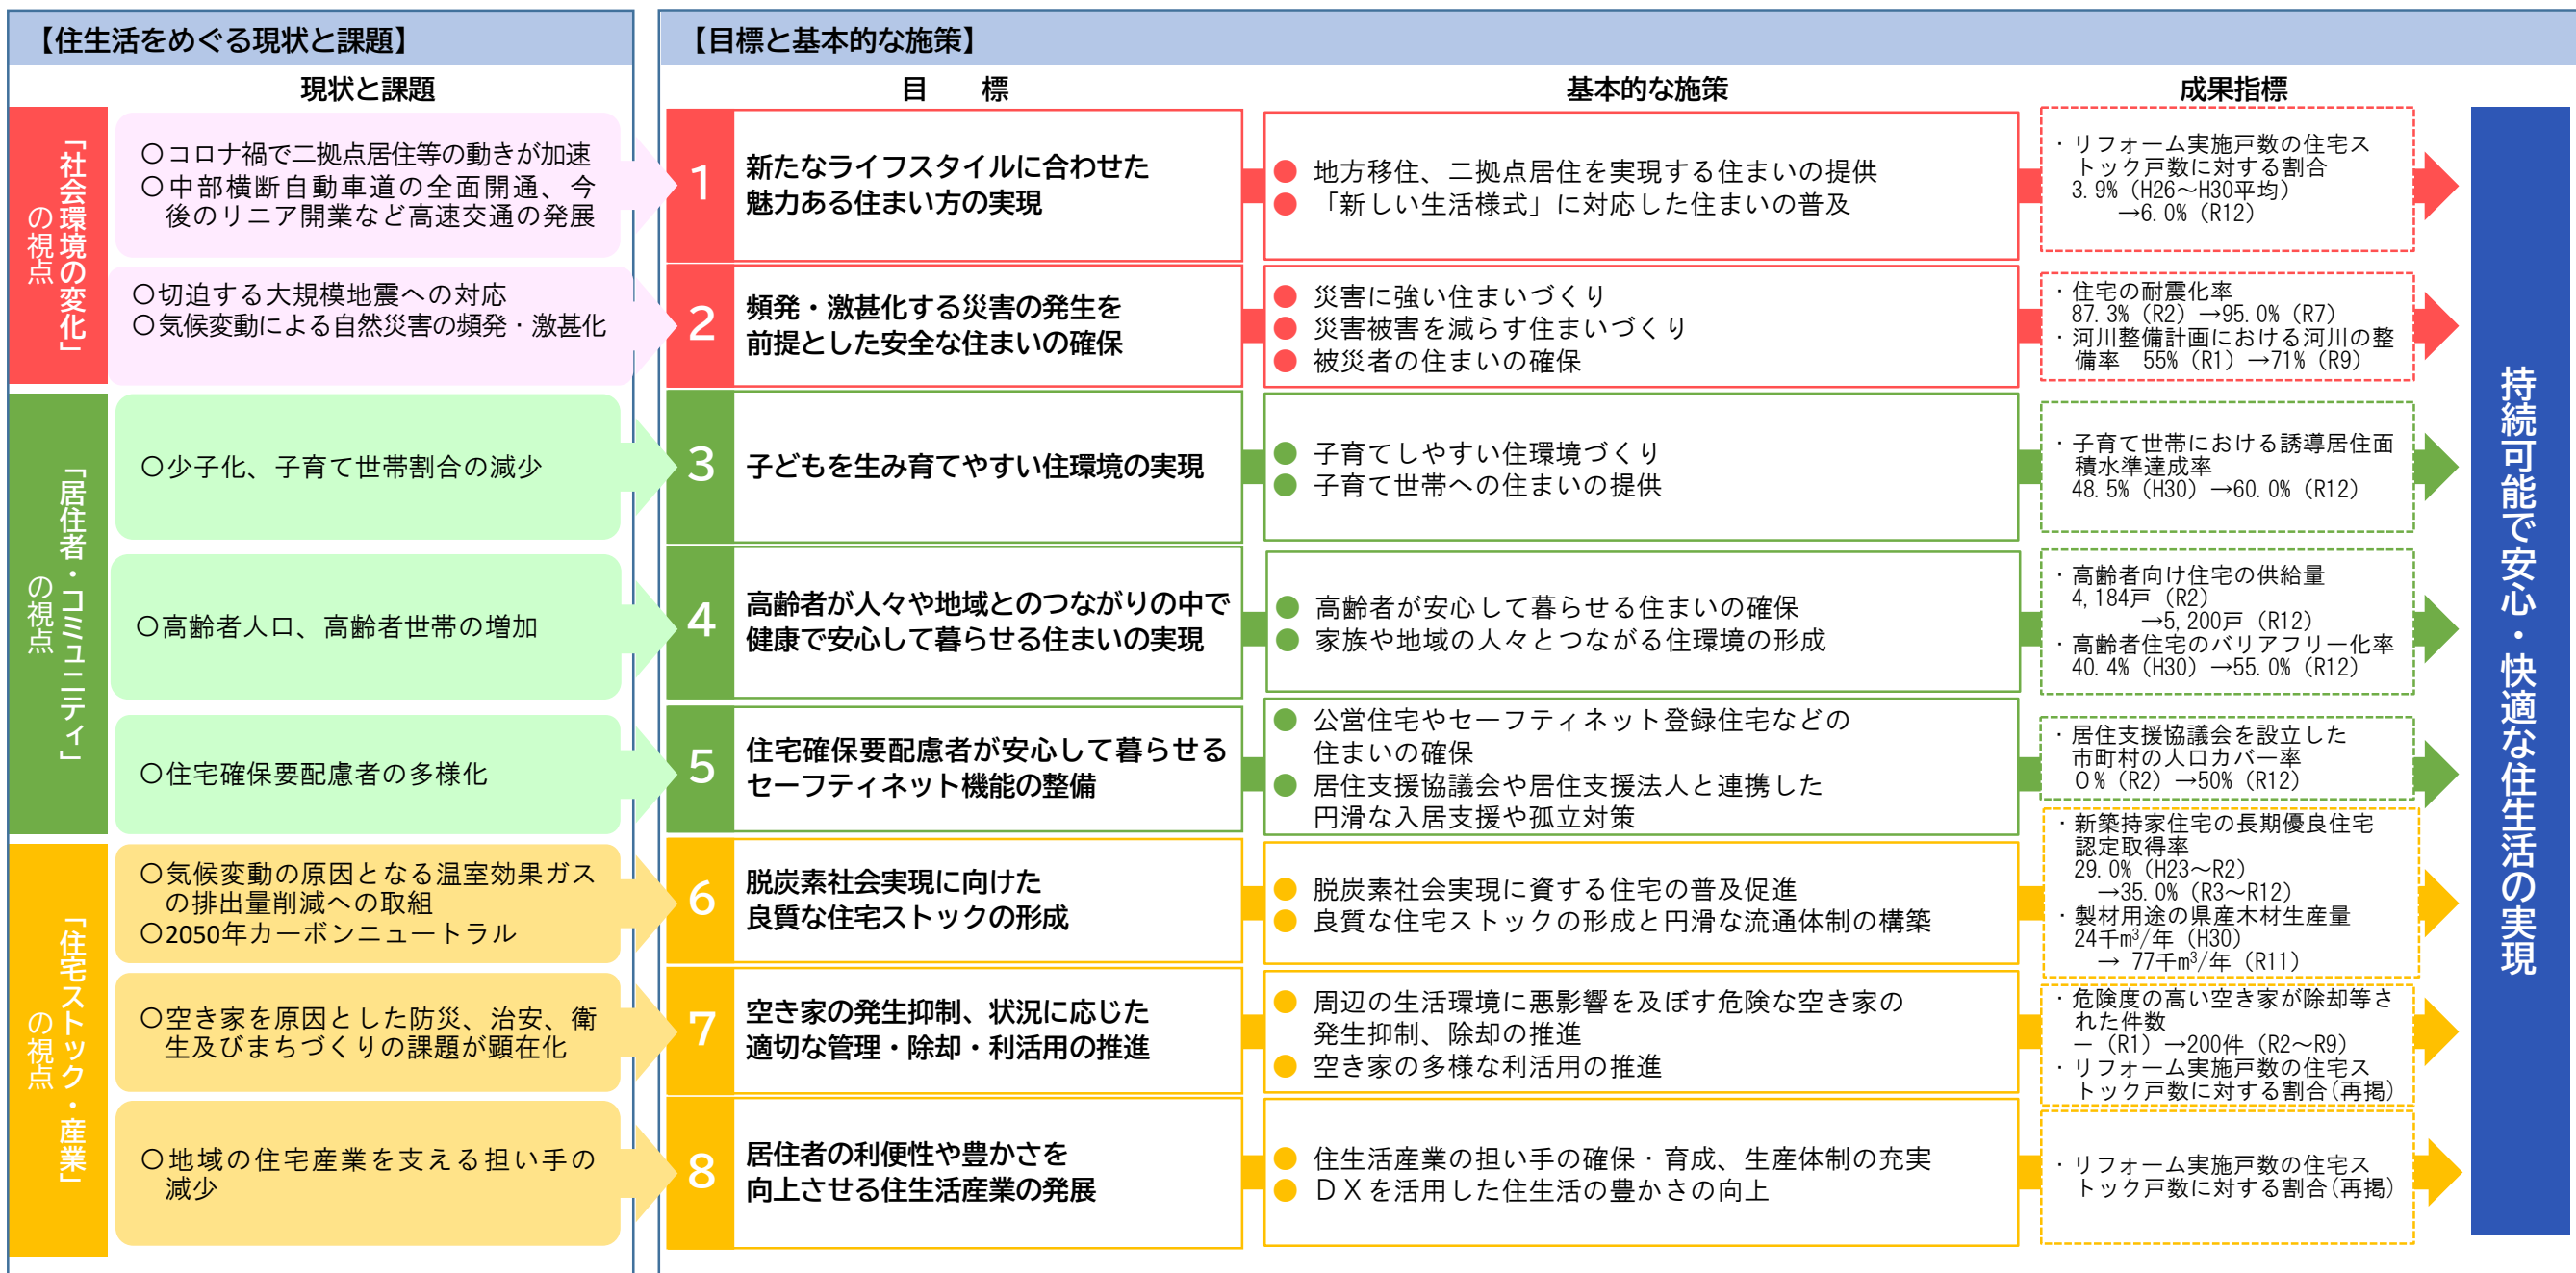 【住生活をめぐる現状と課題】
【目標と基本的な施策】
現状と課題
目　標
基本的な施策
成果指標
「社会環境の変化」
の視点
〇コロナ禍で二拠点居住等の動きが加速
〇中部横断自動車道の全面開通、今
後のリニア開業など高速交通の発展
1
新たなライフスタイルに合わせた
魅力ある住まい方の実現
● 地方移住、二拠点居住を実現する住まいの提供
● 「新しい生活様式」に対応した住まいの普及
・リフォーム実施戸数の住宅ス
トック戸数に対する割合
3.9%（H26～H30平均）
→6.0%（R12）
〇切迫する大規模地震への対応
〇気候変動による自然災害の頻発・激甚化
2
頻発・激甚化する災害の発生を
前提とした安全な住まいの確保
● 災害に強い住まいづくり
● 災害被害を減らす住まいづくり
● 被災者の住まいの確保
・住宅の耐震化率
87.3%（R2）→95.0%（R7）
・河川整備計画における河川の整
備率　55%（R1）→71%（R9）
「居住者・コミュニティ」
の視点
〇少子化、子育て世帯割合の減少
3
子どもを生み育てやすい住環境の実現
● 子育てしやすい住環境づくり
● 子育て世帯への住まいの提供
・子育て世帯における誘導居住面
積水準達成率
48.5%（H30）→60.0%（R12）
〇高齢者人口、高齢者世帯の増加
4
高齢者が人々や地域とのつながりの中で
健康で安心して暮らせる住まいの実現
● 高齢者が安心して暮らせる住まいの確保
● 家族や地域の人々とつながる住環境の形成
・高齢者向け住宅の供給量
4,184戸（R2）
→5,200戸（R12）
・高齢者住宅のバリアフリー化率
40.4%（H30）→55.0%（R12）
〇住宅確保要配慮者の多様化
5
住宅確保要配慮者が安心して暮らせる
セーフティネット機能の整備
● 公営住宅やセーフティネット登録住宅などの
住まいの確保
● 居住支援協議会や居住支援法人と連携した
円滑な入居支援や孤立対策
・居住支援協議会を設立した
市町村の人口カバー率
０%（R2）→50%（R12）
「住宅ストック・産業」
の視点
〇気候変動の原因となる温室効果ガス
の排出量削減への取組
〇2050年カーボンニュートラル
6
脱炭素社会実現に向けた
良質な住宅ストックの形成
● 脱炭素社会実現に資する住宅の普及促進
● 良質な住宅ストックの形成と円滑な流通体制の構築
・新築持家住宅の長期優良住宅
認定取得率
29.0%（H23～R2）
→35.0%（R3～R12）
・製材用途の県産木材生産量
24千m³/年（H30）
→ 77千m³/年（R11）
〇空き家を原因とした防災、治安、衛
生及びまちづくりの課題が顕在化
7
空き家の発生抑制、状況に応じた
適切な管理・除却・利活用の推進
● 周辺の生活環境に悪影響を及ぼす危険な空き家の
発生抑制、除却の推進
● 空き家の多様な利活用の推進
・危険度の高い空き家が除却等さ
れた件数
―（R1）→200件（R2～R9）
・リフォーム実施戸数の住宅ス
トック戸数に対する割合(再掲)
〇地域の住宅産業を支える担い手の
減少
8
居住者の利便性や豊かさを
向上させる住生活産業の発展
● 住生活産業の担い手の確保・育成、生産体制の充実
● ＤＸを活用した住生活の豊かさの向上
・リフォーム実施戸数の住宅ス
トック戸数に対する割合(再掲)
持続可能で安心・快適な住生活の実現